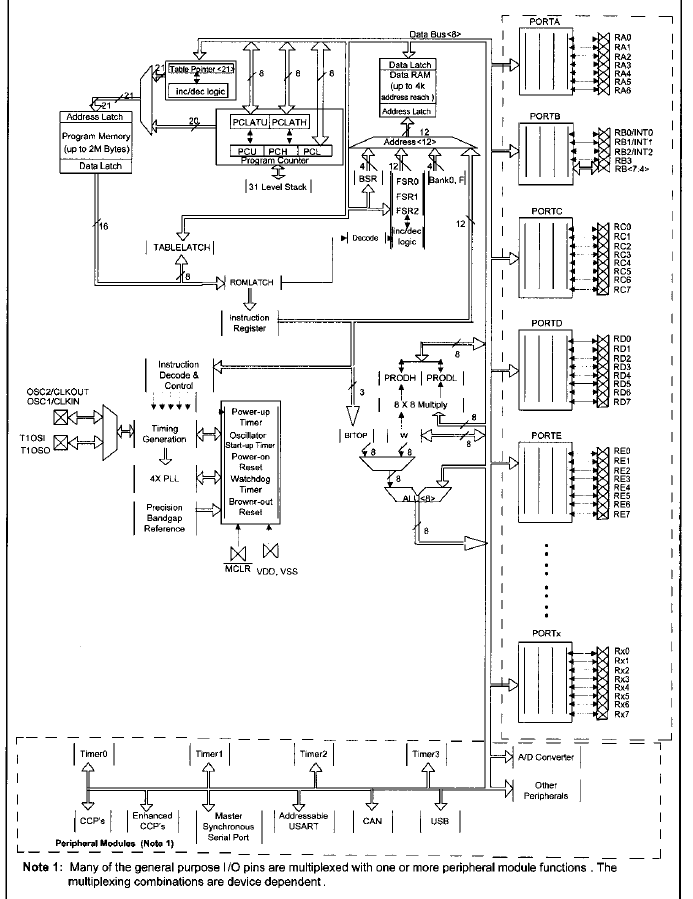 Data Bus<8>
PORTA
RA0
RA1
RA2
RA3
RA4
RA5
RA6
21
Table Pointer <21>
inc/dec logic
8
8
8
21
21
20
Address Latch
Program Memory
(up to 2M Bytes)
Data Latch
PCLATU PCLATH
PCU PCH PCL
Program Counter
31 Level Stack
Data Latch
Data RAM
(up to 4k
address reach )
Address Latch
12
Address<12>
4 12 4
BSR
FSR0
FSR1
FSR2
inc/dec
logic
Bank0, F
12
Decode
PORTB
RB0/INT0
RB1/INT1
RB2/INT2
RB3
RB<7.4>
16
TABLELATCH
8
ROMLATCH
Instruction
Register
PORTC
RC0
RC1
RC2
RC3
RC4
RC5
RC6
RC7
Instruction
Decode &
Control
3
8
PRODH PRODL
8 X 8 Multiply
8
BITOP
W
8
8
8
8
ALU <8>
8
PORTD
RD0
RD1
RD2
RD3
RD4
RD5
RD6
RD7
OSC2/CLKOUT
OSC1/CLKIN
T1OSI
T1OSO
Timing
Generation
4X PLL
Precision
Bandgap
Reference
Power-up
Timer
Oscillator
Start-up Timer
Power-on
Reset
Watchdog
Timer
Brown-out
Reset
MCLR
VDD, VSS
PORTE
RE0
RE1
RE2
RE3
RE4
RE5
RE6
RE7
PORTx
Rx0
Rx1
Rx2
Rx3
Rx4
Rx5
Rx6
Rx7
Timer0
Timer1
Timer2
Timer3
A/D Converter
Other
Peripherals
CCP's
Enhanced
CCP's
Master
Synchronous
Serial Port
Addressable
USART
CAN
USB
Peripheral Modules (Note 1)
Note 1: Many of the general purpose I/O pins are multiplexed with one or more peripheral module functions . The
multiplexing combinations are device dependent .